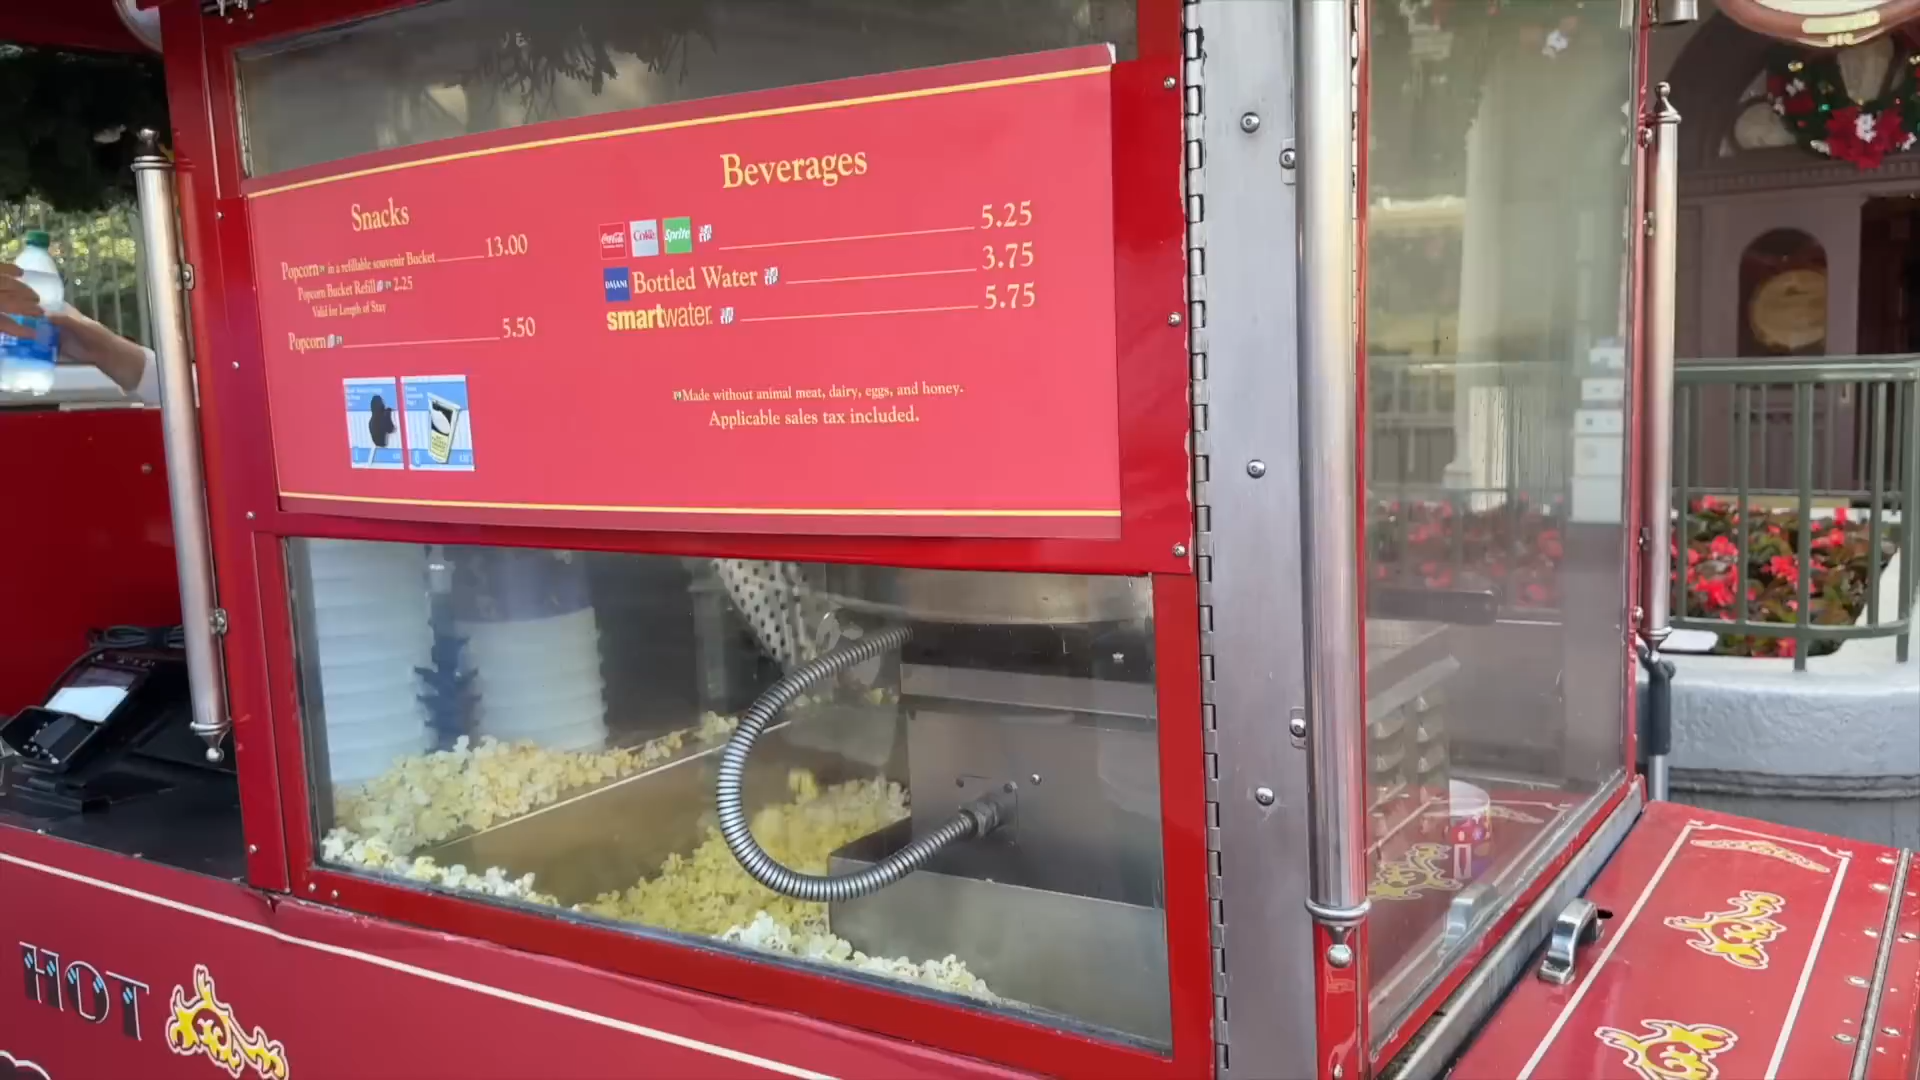 Snacks
Popcorn in a refillable souvenir Bucket 13.00
Popcorn Bucket Refill 2.25
Valid for Length of Stay
Popcorn 5.50
Beverages
Coca-Cola Coke Sprite 5.25
DASANI Bottled Water 3.75
smartwater. 5.75
Made without animal meat, dairy, eggs, and honey.
Applicable sales tax included.
HOT